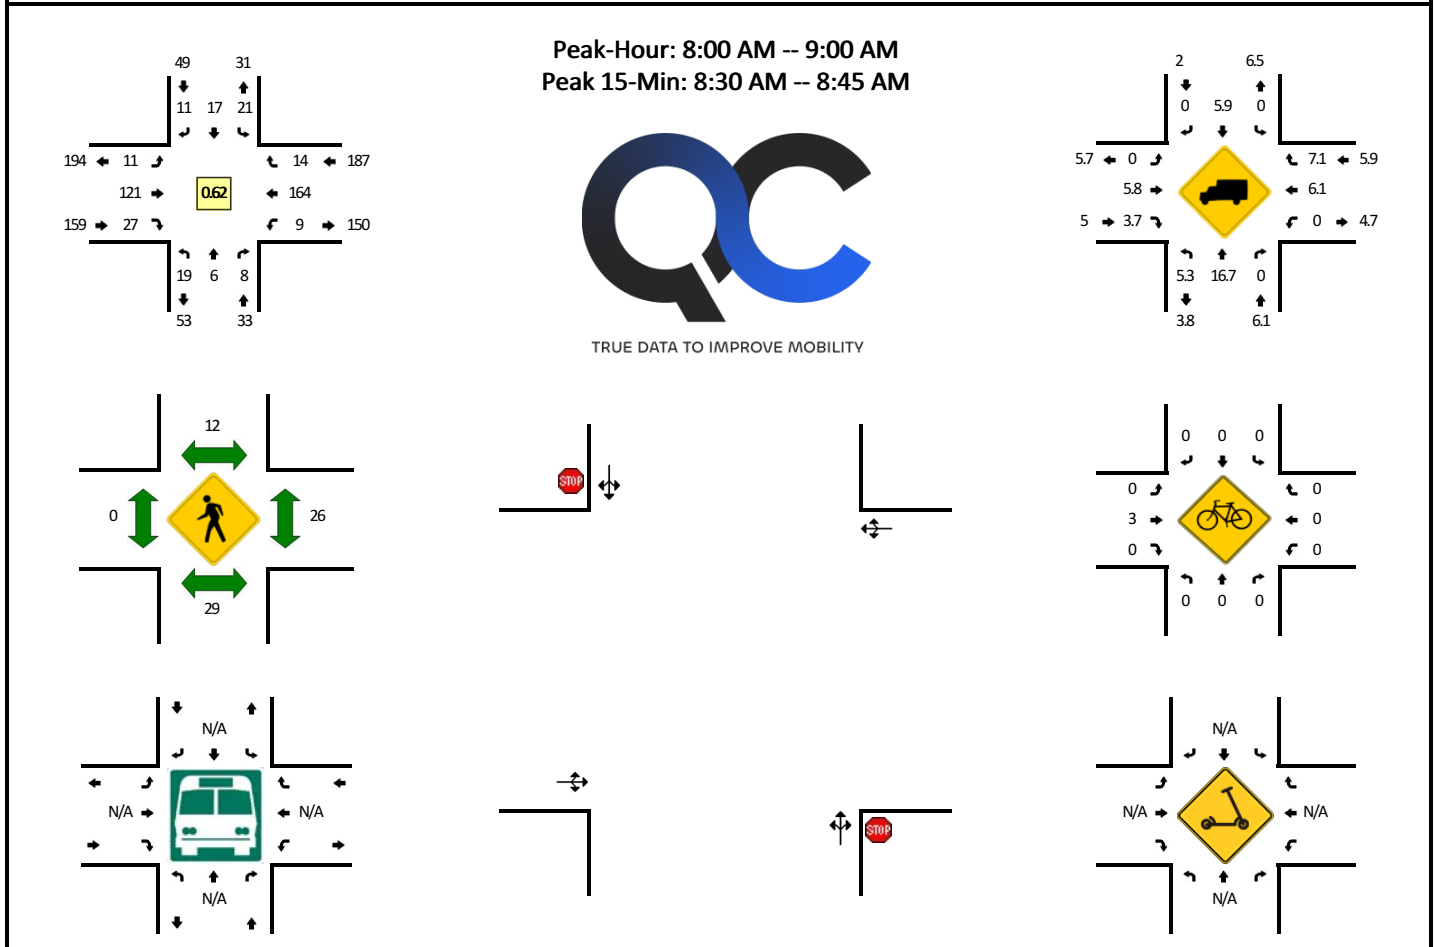 Peak-Hour: 8:00 AM -- 9:00 AM
Peak 15-Min: 8:30 AM -- 8:45 AM
49 31
11 17 21
194 11 14 187
121 0.62 164
159 27 9 150
19 6 8
53 33
QC
TRUE DATA TO IMPROVE MOBILITY
2 6.5
0 5.9 0
5.7 0 7.1 5.9
5.8 6.1
5 3.7 0 4.7
5.3 16.7 0
3.8 6.1
12
0 26
29
STOP
STOP
0 0 0
0 0
3 0
0 0
0 0 0
N/A
N/A N/A
N/A
N/A
N/A N/A
N/A